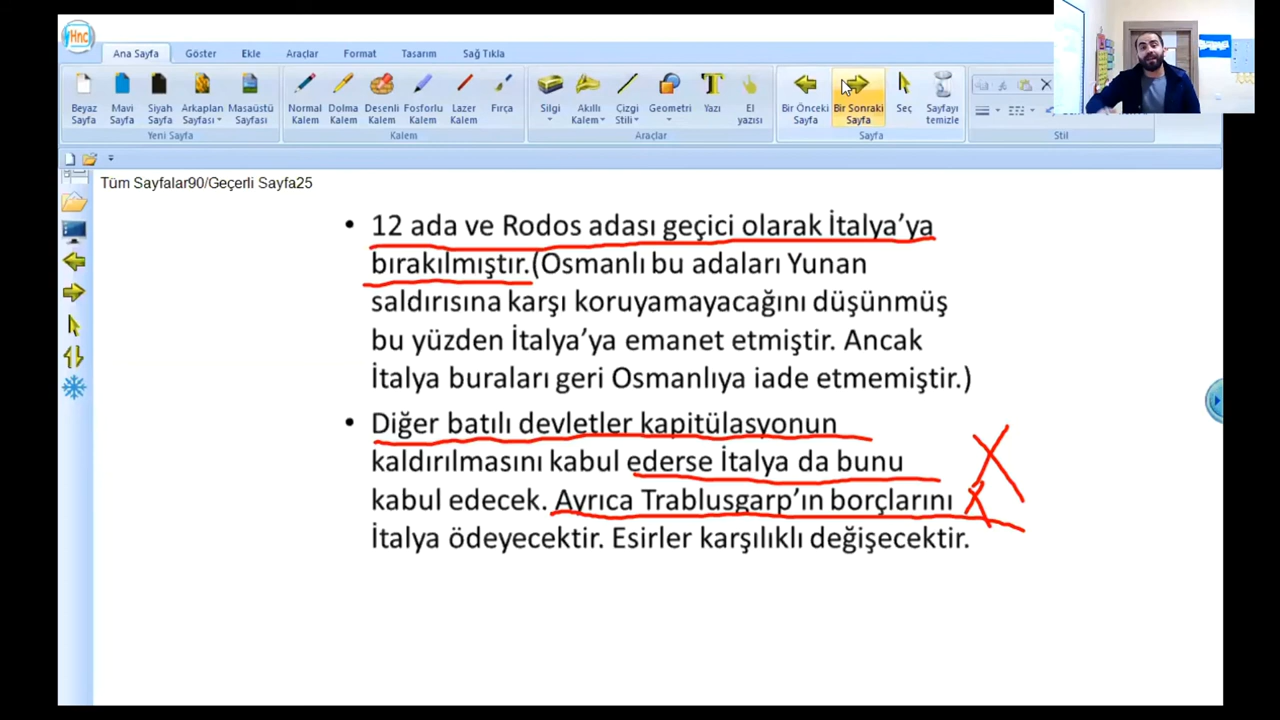 Hnc
Ana Sayfa Göster Ekle Araçlar Format Tasarım Sağ Tıkla
Beyaz Sayfa Mavi Sayfa Siyah Sayfa Arkaplan Sayfası Masaüstü Sayfası
Yeni Sayfa
Normal Kalem Dolma Kalem Desenli Kalem Fosforlu Kalem Lazer Kalem Fırça
Kalem
Silgi Akıllı Kalem Çizgi Stili Geometri Yazı El yazısı
Araçlar
Bir Önceki Sayfa Bir Sonraki Sayfa Seç Sayfayı temizle
Sayfa
Stil
Tüm Sayfalar90/Geçerli Sayfa25
• 12 ada ve Rodos adası geçici olarak İtalya’ya
bırakılmıştır.(Osmanlı bu adaları Yunan
saldırısına karşı koruyamayacağını düşünmüş
bu yüzden İtalya’ya emanet etmiştir. Ancak
İtalya buraları geri Osmanlıya iade etmemiştir.)
• Diğer batılı devletler kapitülasyonun
kaldırılmasını kabul ederse İtalya da bunu
kabul edecek. Ayrıca Trablusgarp’ın borçlarını
İtalya ödeyecektir. Esirler karşılıklı değişecektir.